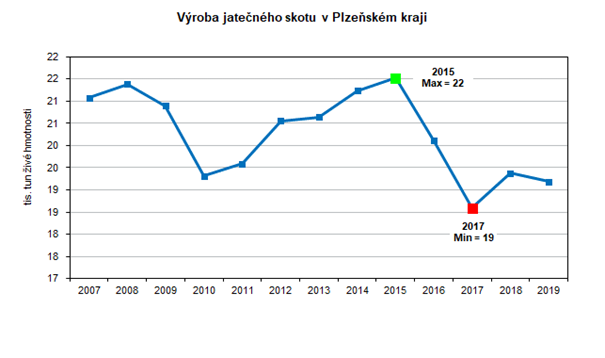 Výroba jatečného skotu v Plzeňském kraji
tis. tun živé hmotnosti
22
22
21
21
20
20
19
19
18
18
17
2015
Max = 22
2017
Min = 19
2007 2008 2009 2010 2011 2012 2013 2014 2015 2016 2017 2018 2019